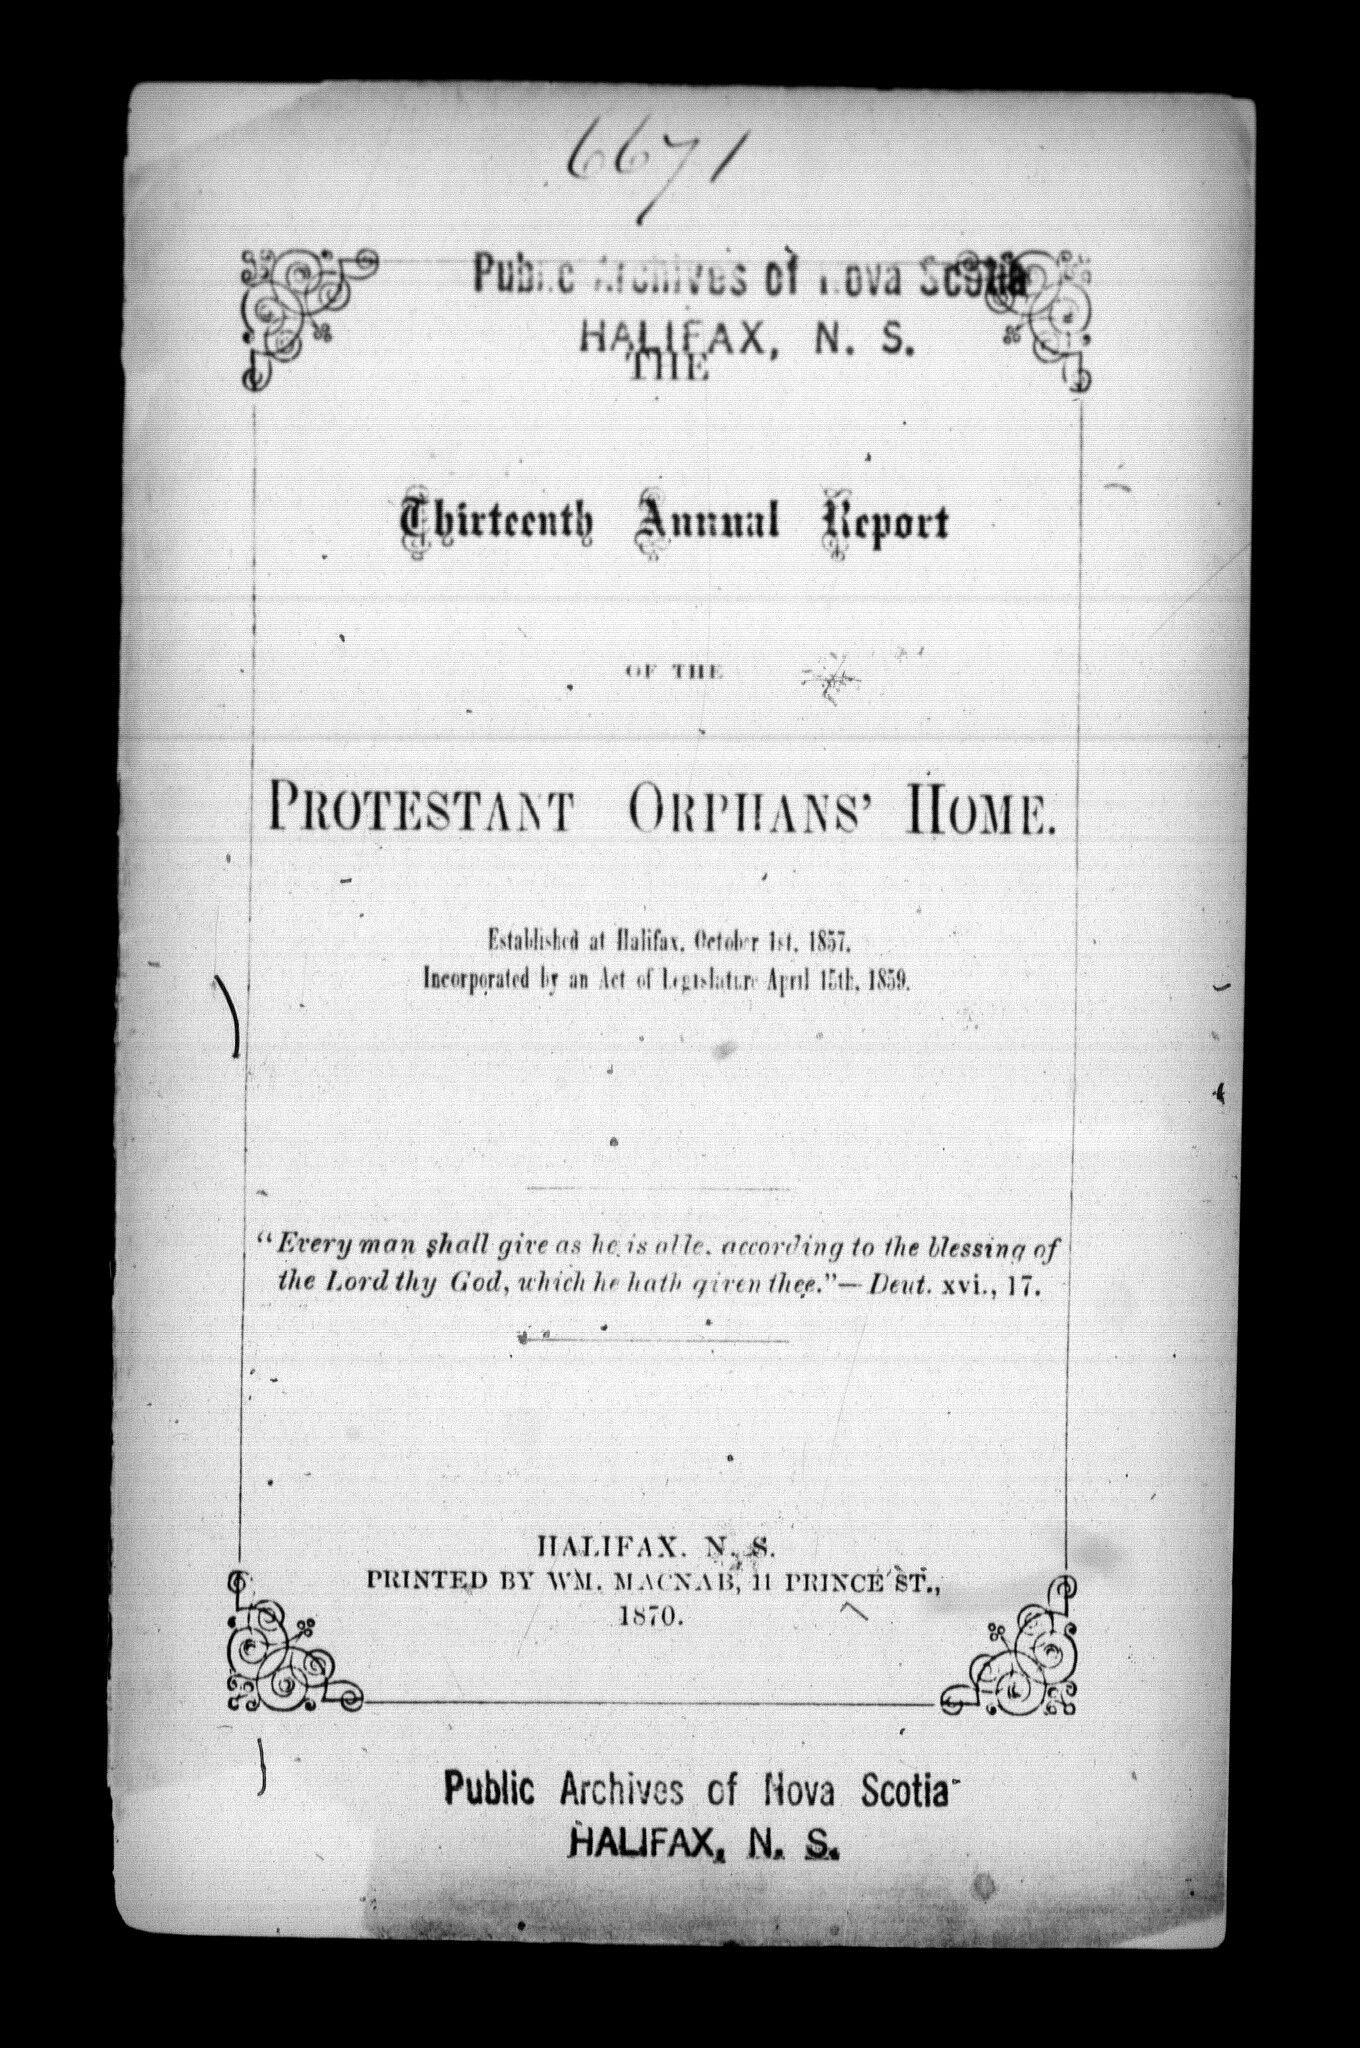 6671
Public Archives of Nova Scotia
HALIFAX, N. S.
THE
Thirteenth Annual Report
OF THE
PROTESTANT ORPHANS' HOME.
Established at Halifax, October 1st, 1857.
Incorporated by an Act of Legislature April 15th, 1859.
"Every man shall give as he is able, according to the blessing of
the Lord thy God, which he hath given thee."—Deut. xvi., 17.
HALIFAX, N. S.
PRINTED BY WM. MACNAB, 11 PRINCE ST.,
1870.
Public Archives of Nova Scotia
HALIFAX, N. S.